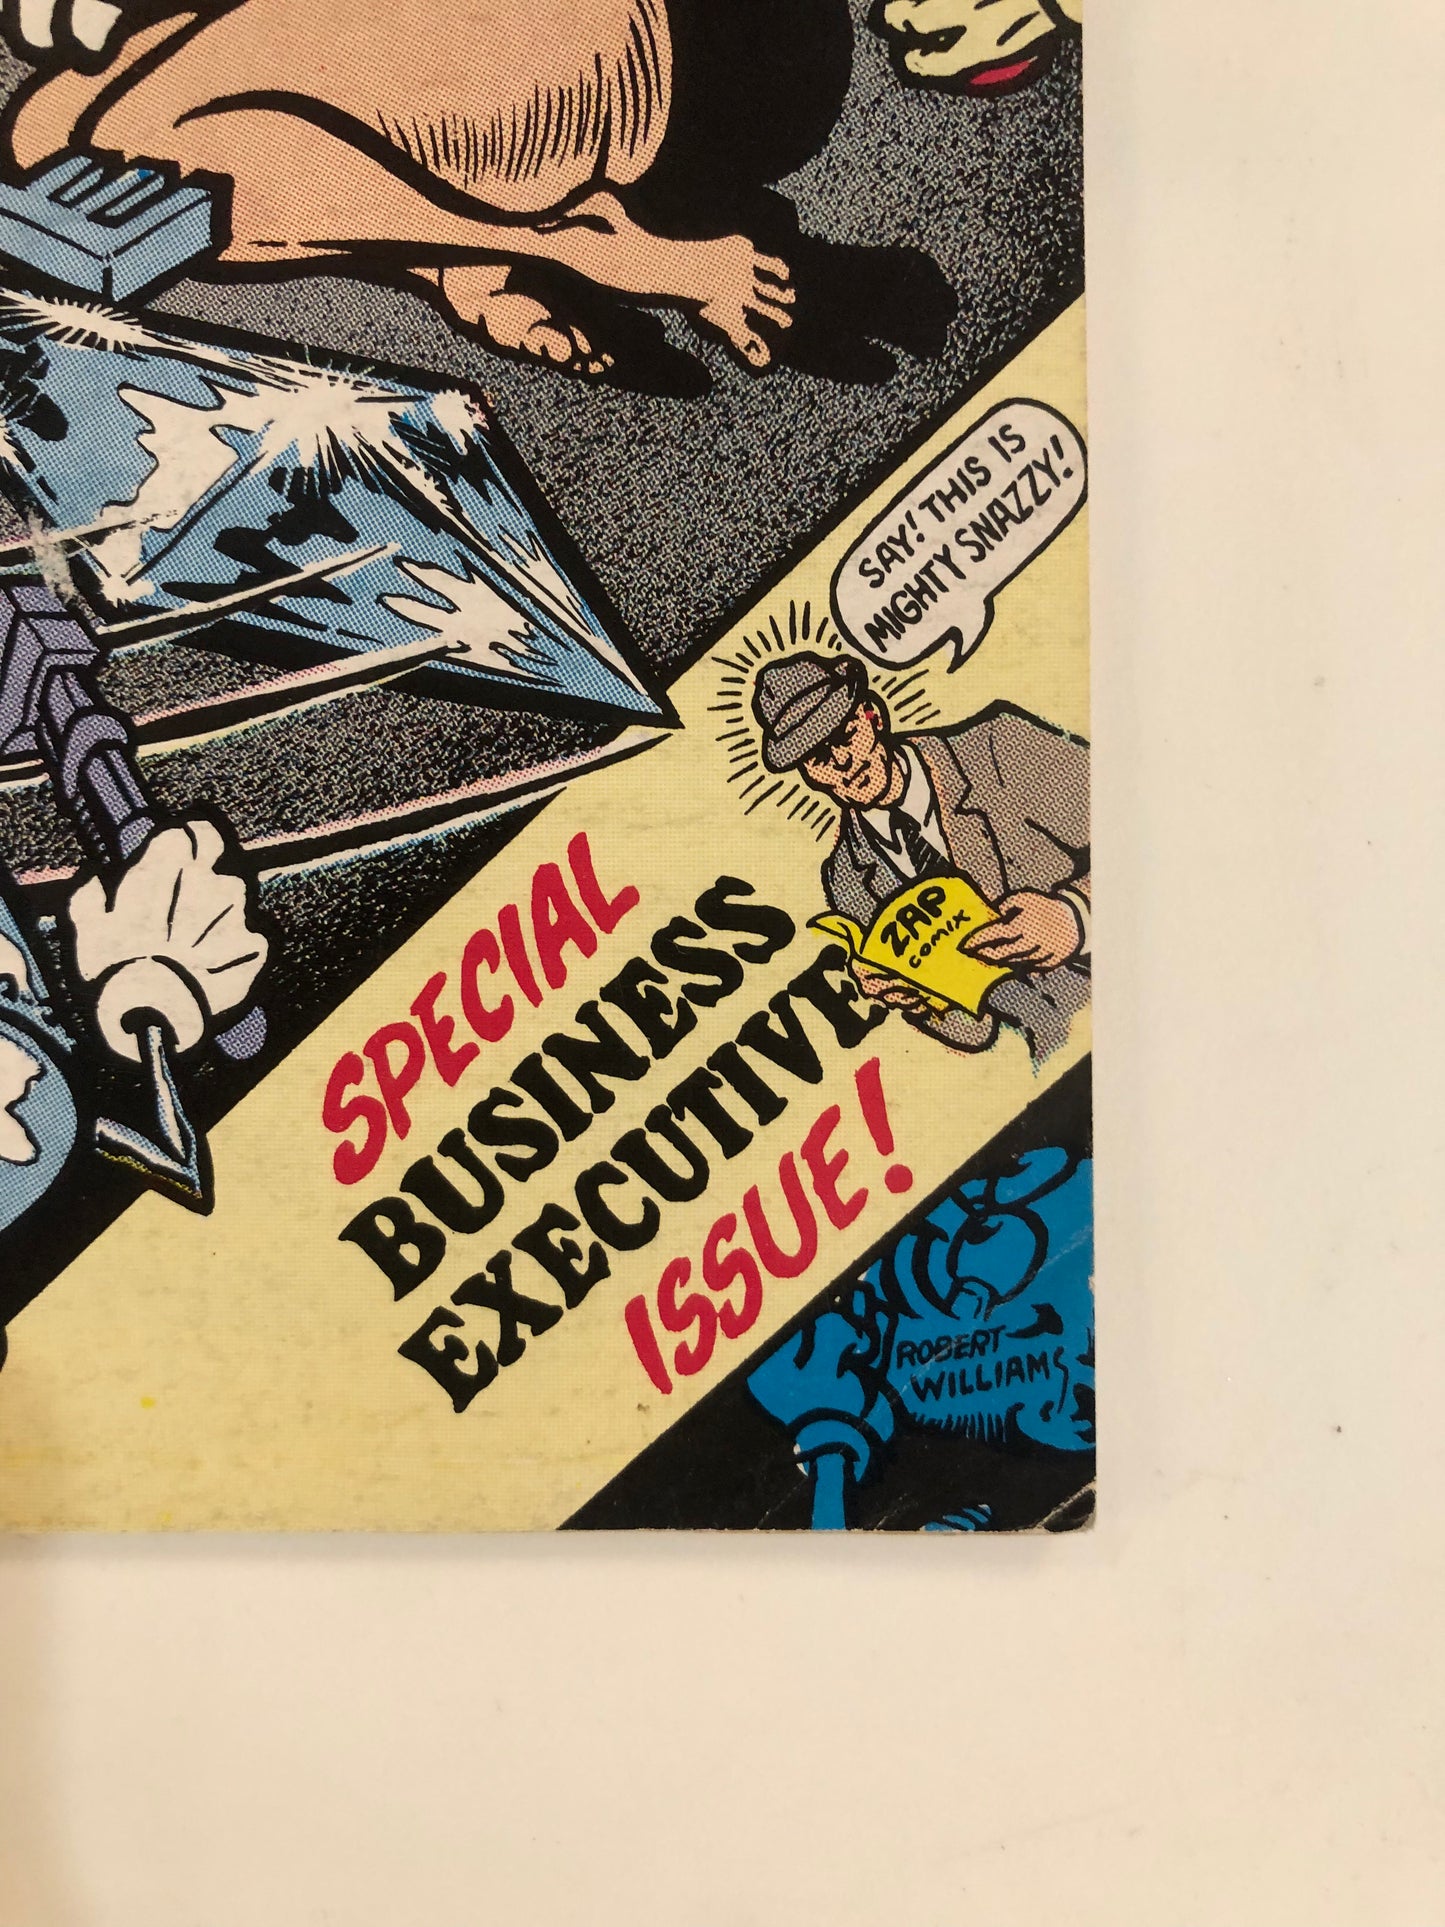 SAY! THIS IS
MIGHTY SNAZZY!
ZAP
COMIX
SPECIAL
BUSINESS
EXECUTIVE
ISSUE!
ROBERT
WILLIAMS